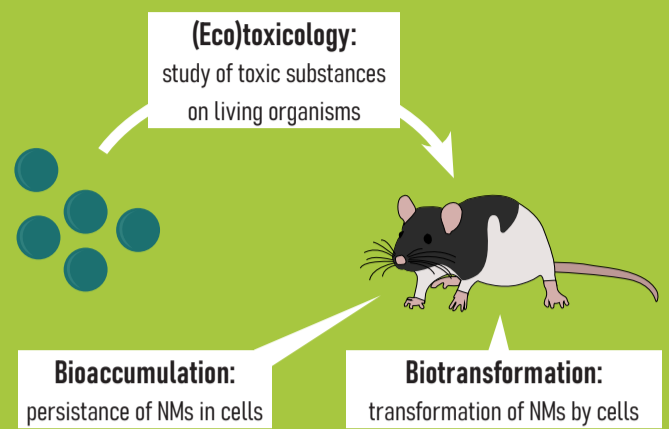 (Eco)toxicology:
study of toxic substances
on living organisms
Bioaccumulation:
persistance of NMs in cells
Biotransformation:
transformation of NMs by cells